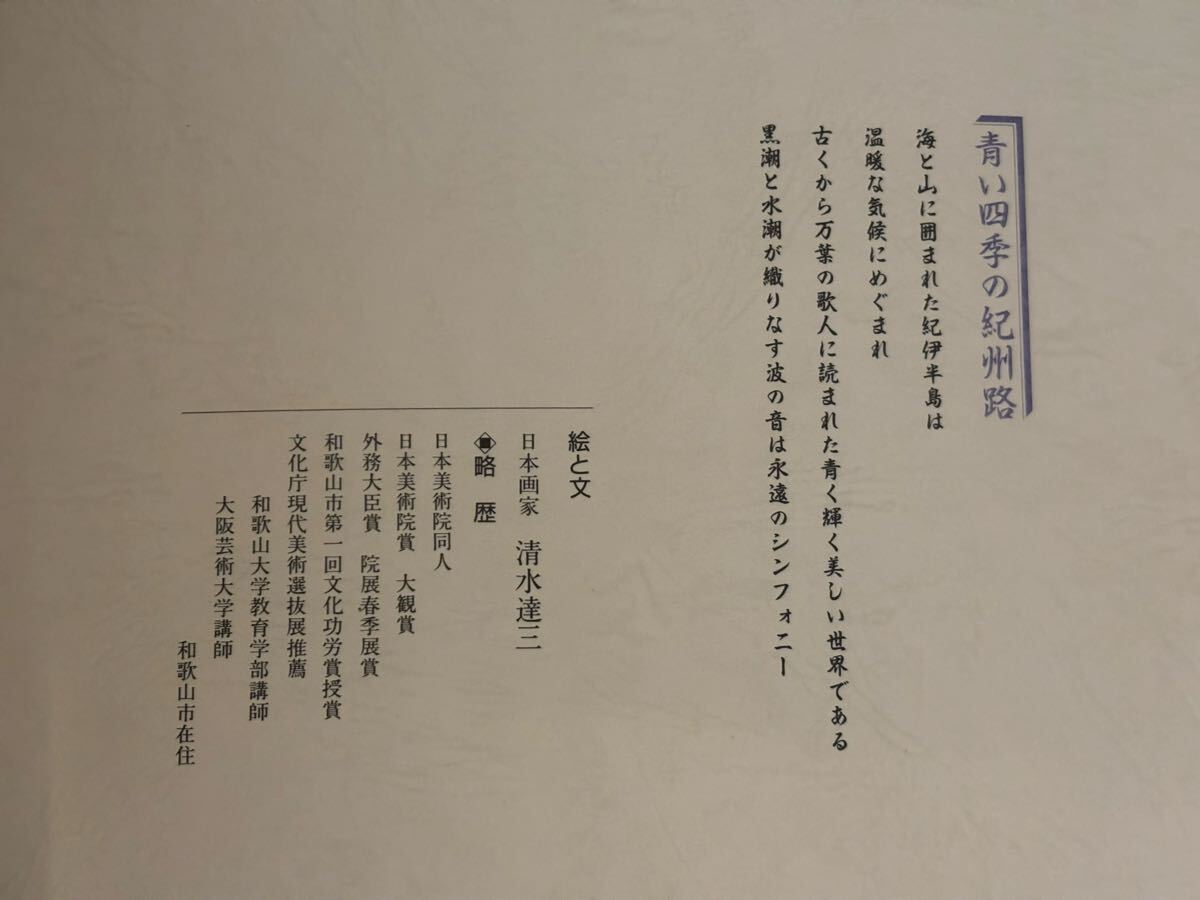 青い四季の紀州路
海と山に囲まれた紀伊半島は
温暖な気候にめぐまれ
古くから万葉の歌人に読まれた青く輝く美しい世界である
黒潮と水潮が織りなす波の音は永遠のシンフォニー
絵と文
日本画家　清水達三
◈略　歴
日本美術院同人
日本美術院賞　大観賞
外務大臣賞　院展春季展賞
和歌山市第一回文化功労賞授賞
文化庁現代美術選抜展推薦
和歌山大学教育学部講師
大阪芸術大学講師
和歌山市在住